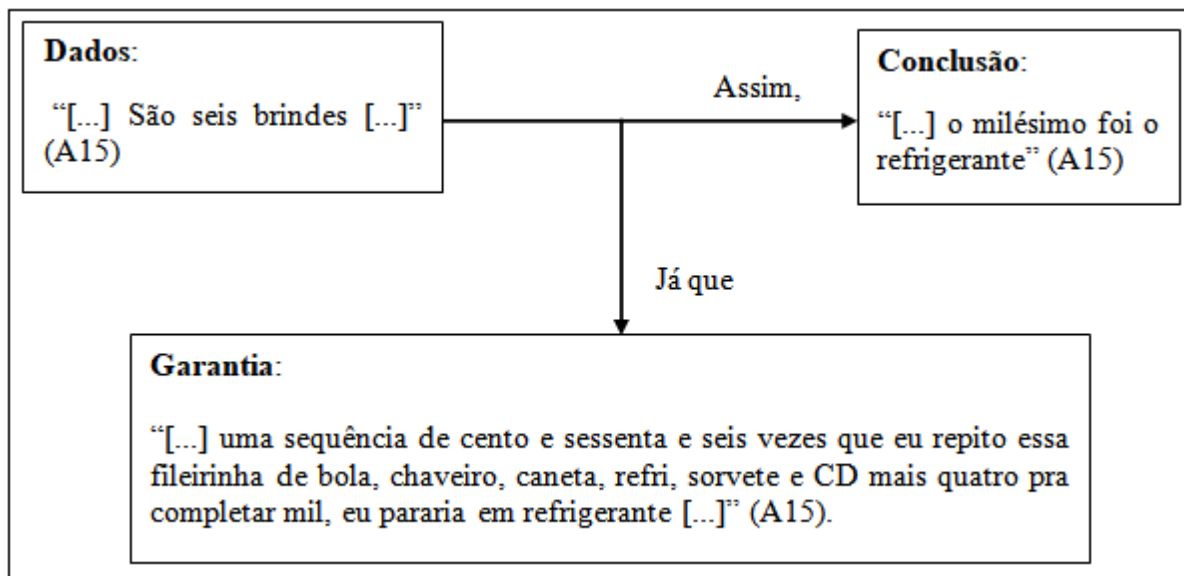 Dados:
“[...] São seis brindes [...]”
(A15)
Assim,
Conclusão:
“[...] o milésimo foi o
refrigerante” (A15)
Já que
Garantia:
“[...] uma sequência de cento e sessenta e seis vezes que eu repito essa
fileirinha de bola, chaveiro, caneta, refri, sorvete e CD mais quatro pra
completar mil, eu pararia em refrigerante [...]” (A15).